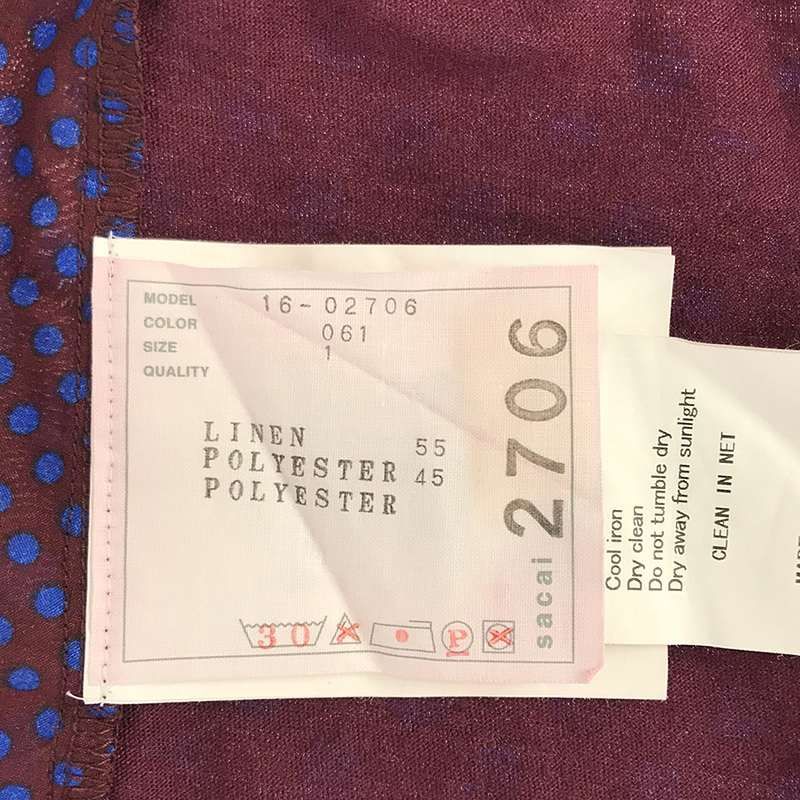 MODEL 16-02706
COLOR 061
SIZE 1
QUALITY
LINEN 55
POLYESTER 45
POLYESTER
30
P
sacai 2706
Cool iron
Dry clean
Do not tumble dry
Dry away from sunlight
CLEAN IN NET